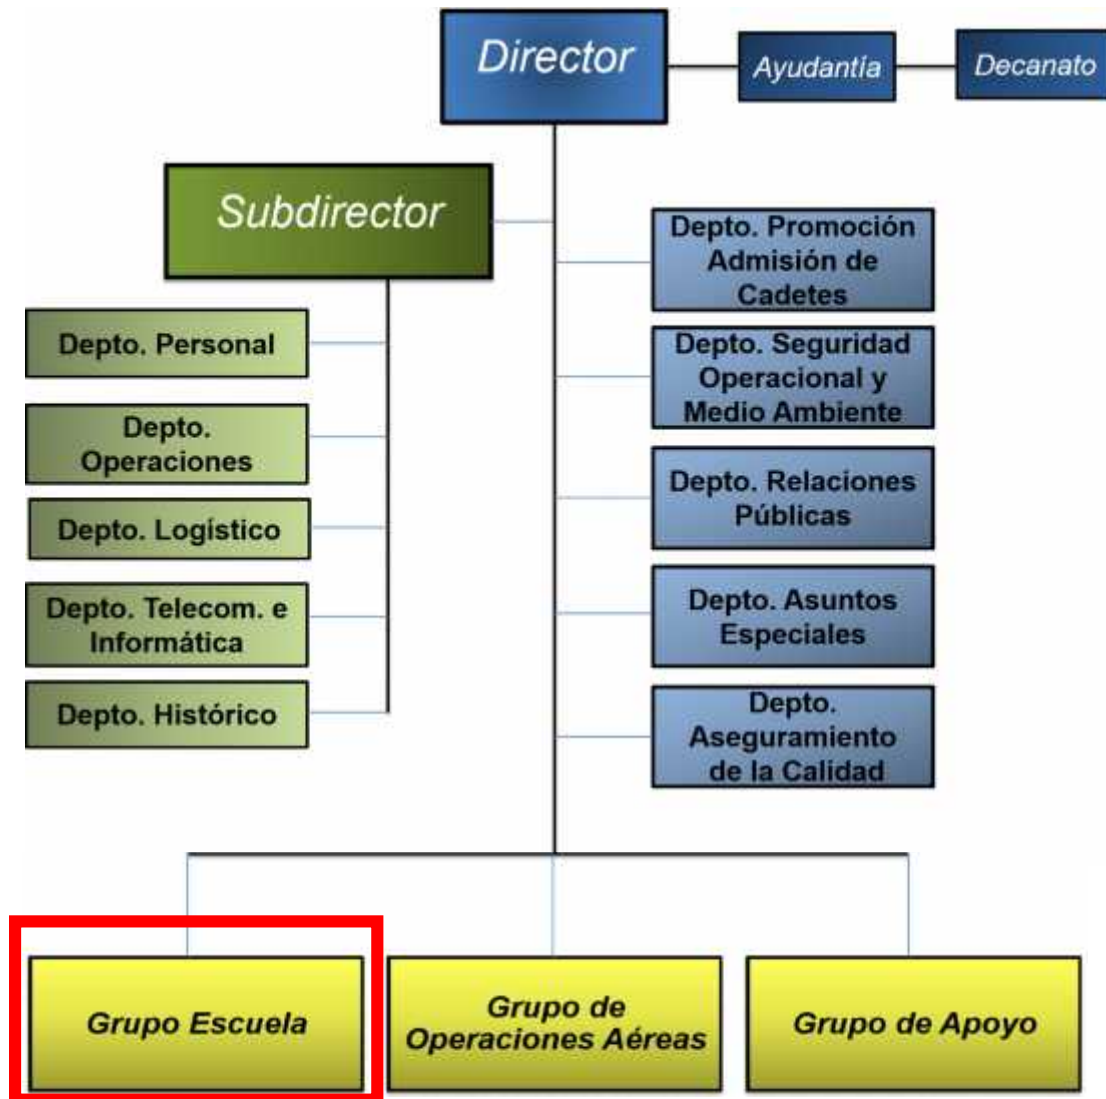 Director
Ayudantía
Decanato
Subdirector
Depto. Promoción
Admisión de
Cadetes
Depto. Personal
Depto. Seguridad
Operacional y
Medio Ambiente
Depto.
Operaciones
Depto. Relaciones
Públicas
Depto. Logístico
Depto. Telecom. e
Informática
Depto. Asuntos
Especiales
Depto. Histórico
Depto.
Aseguramiento
de la Calidad
Grupo Escuela
Grupo de
Operaciones Aéreas
Grupo de Apoyo